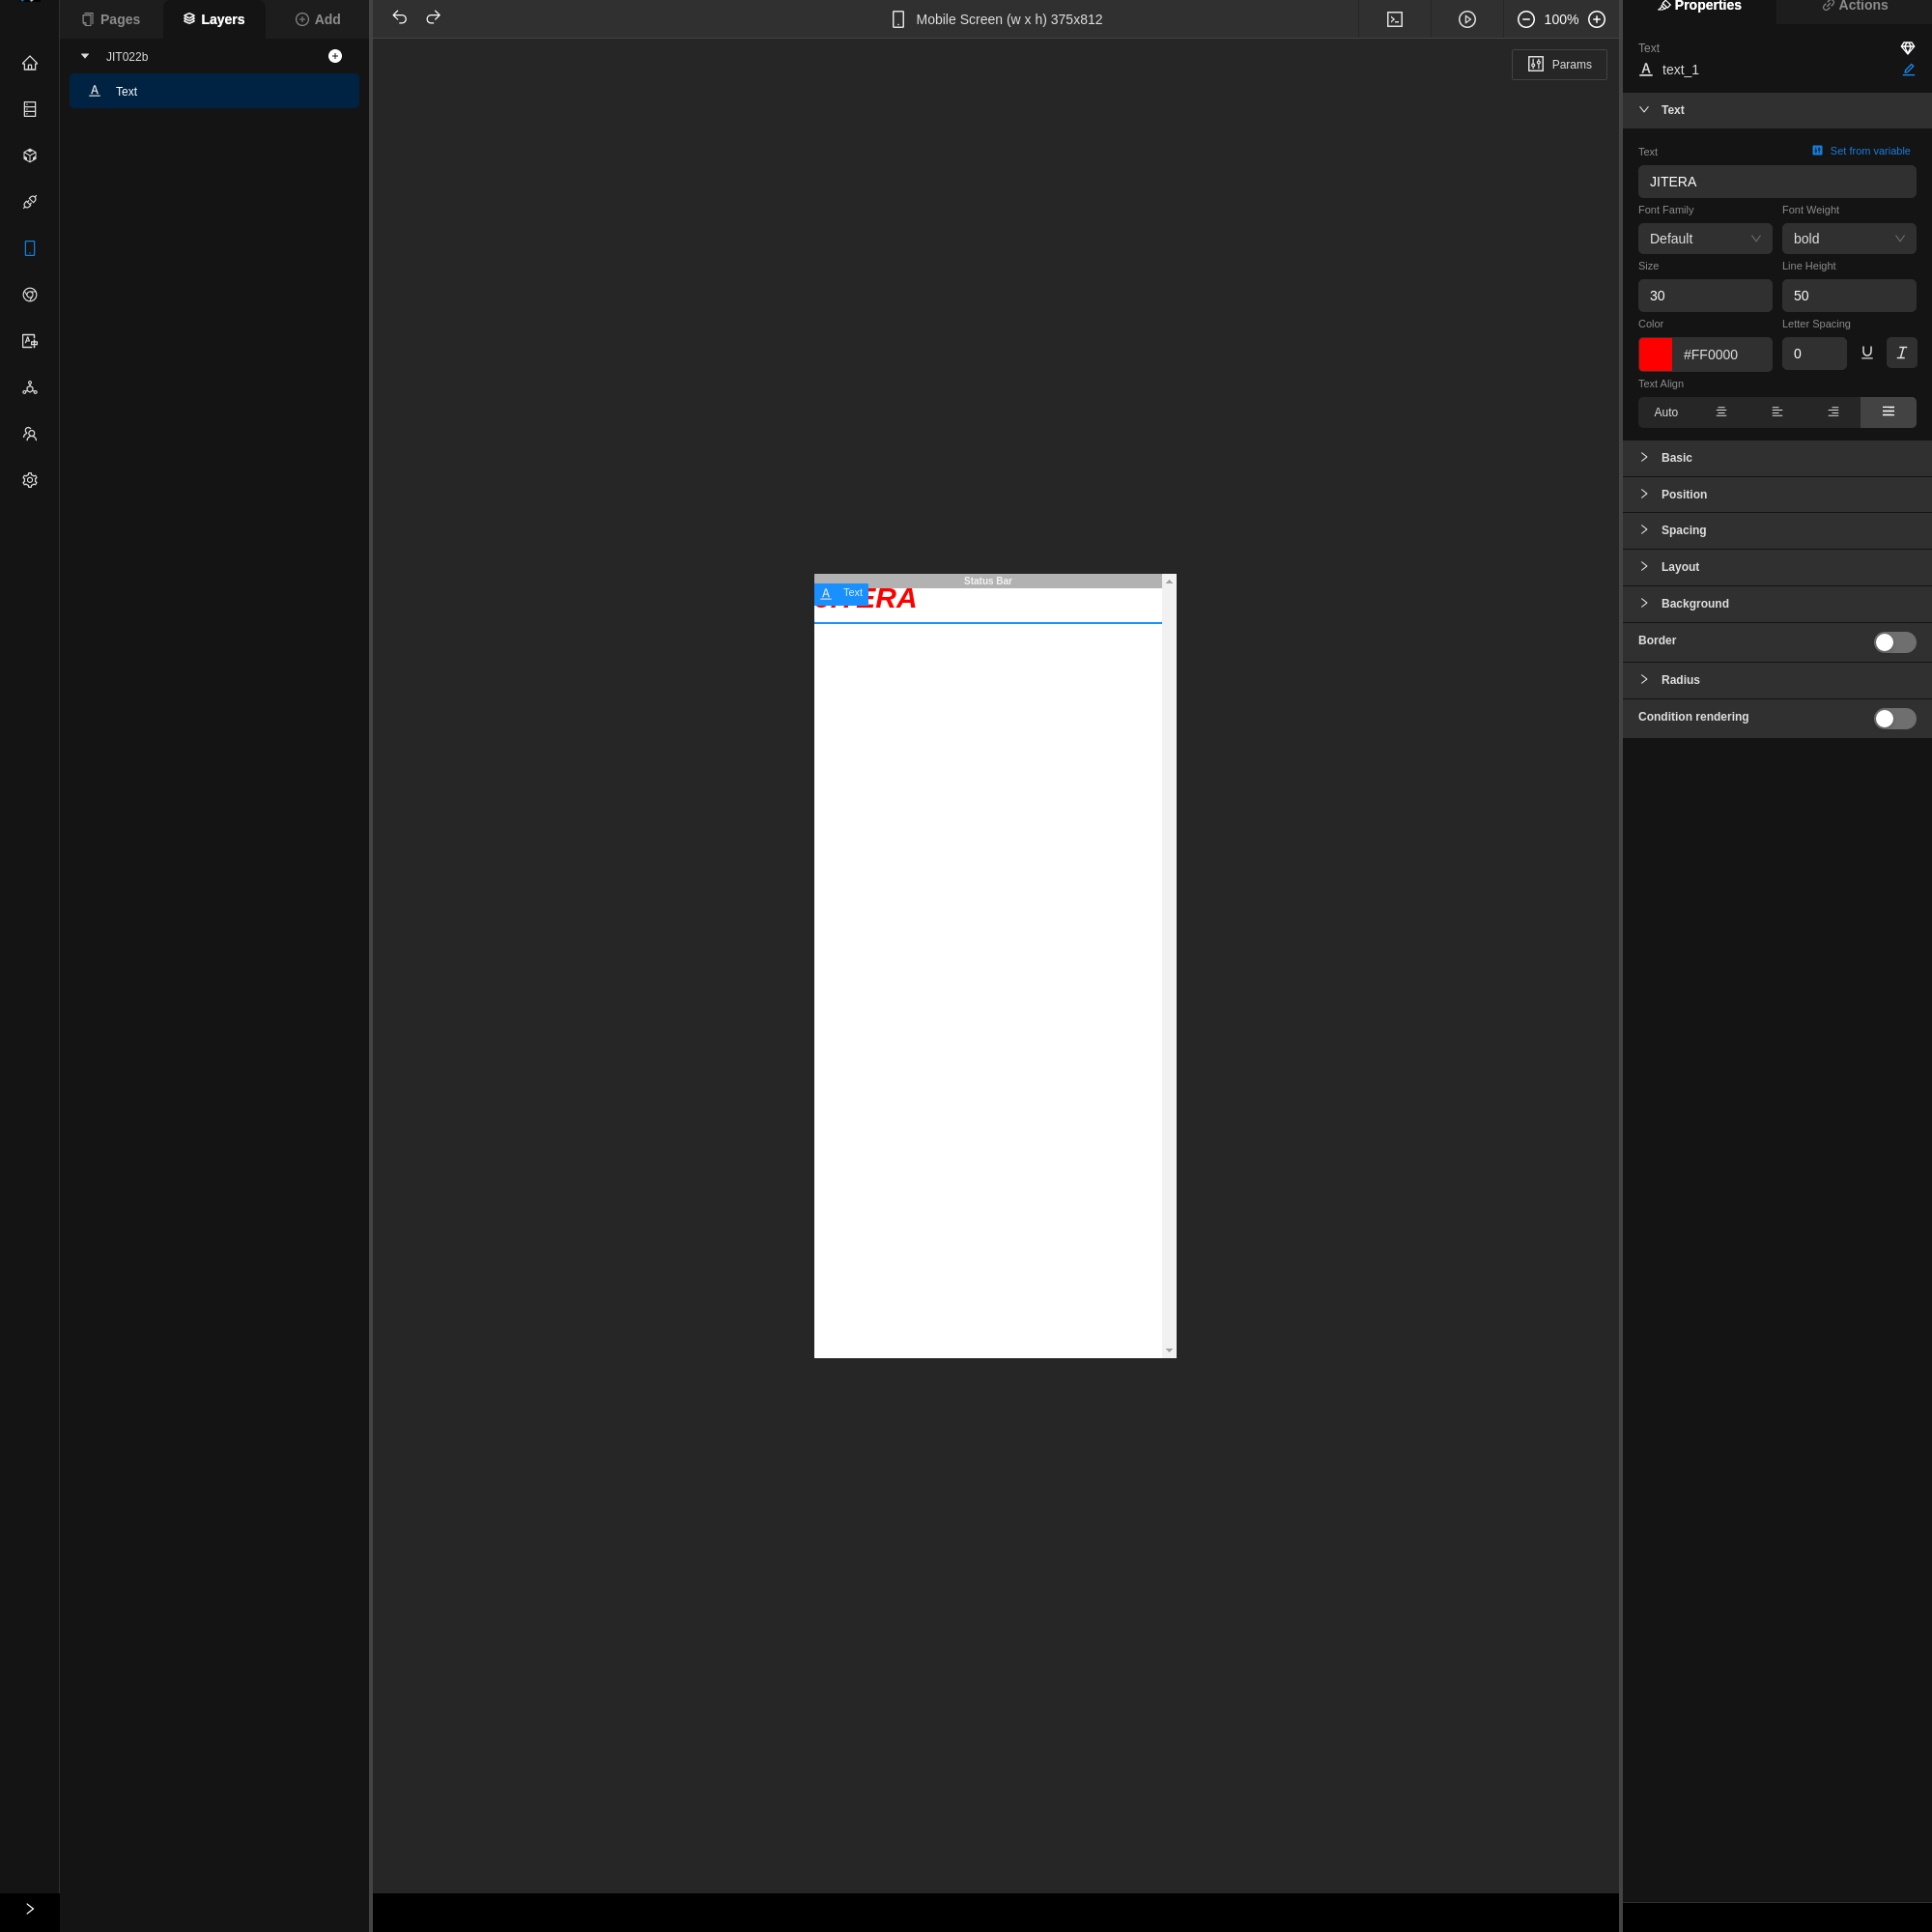 Pages
Layers
Add
JIT022b
Text
Mobile Screen (w x h) 375x812
100%
Params
Status Bar
Text
ERA
Properties
Actions
Text
text_1
Text
Text
Set from variable
JITERA
Font Family
Font Weight
Default
bold
Size
Line Height
30
50
Color
Letter Spacing
#FF0000
0
Text Align
Auto
Basic
Position
Spacing
Layout
Background
Border
Radius
Condition rendering